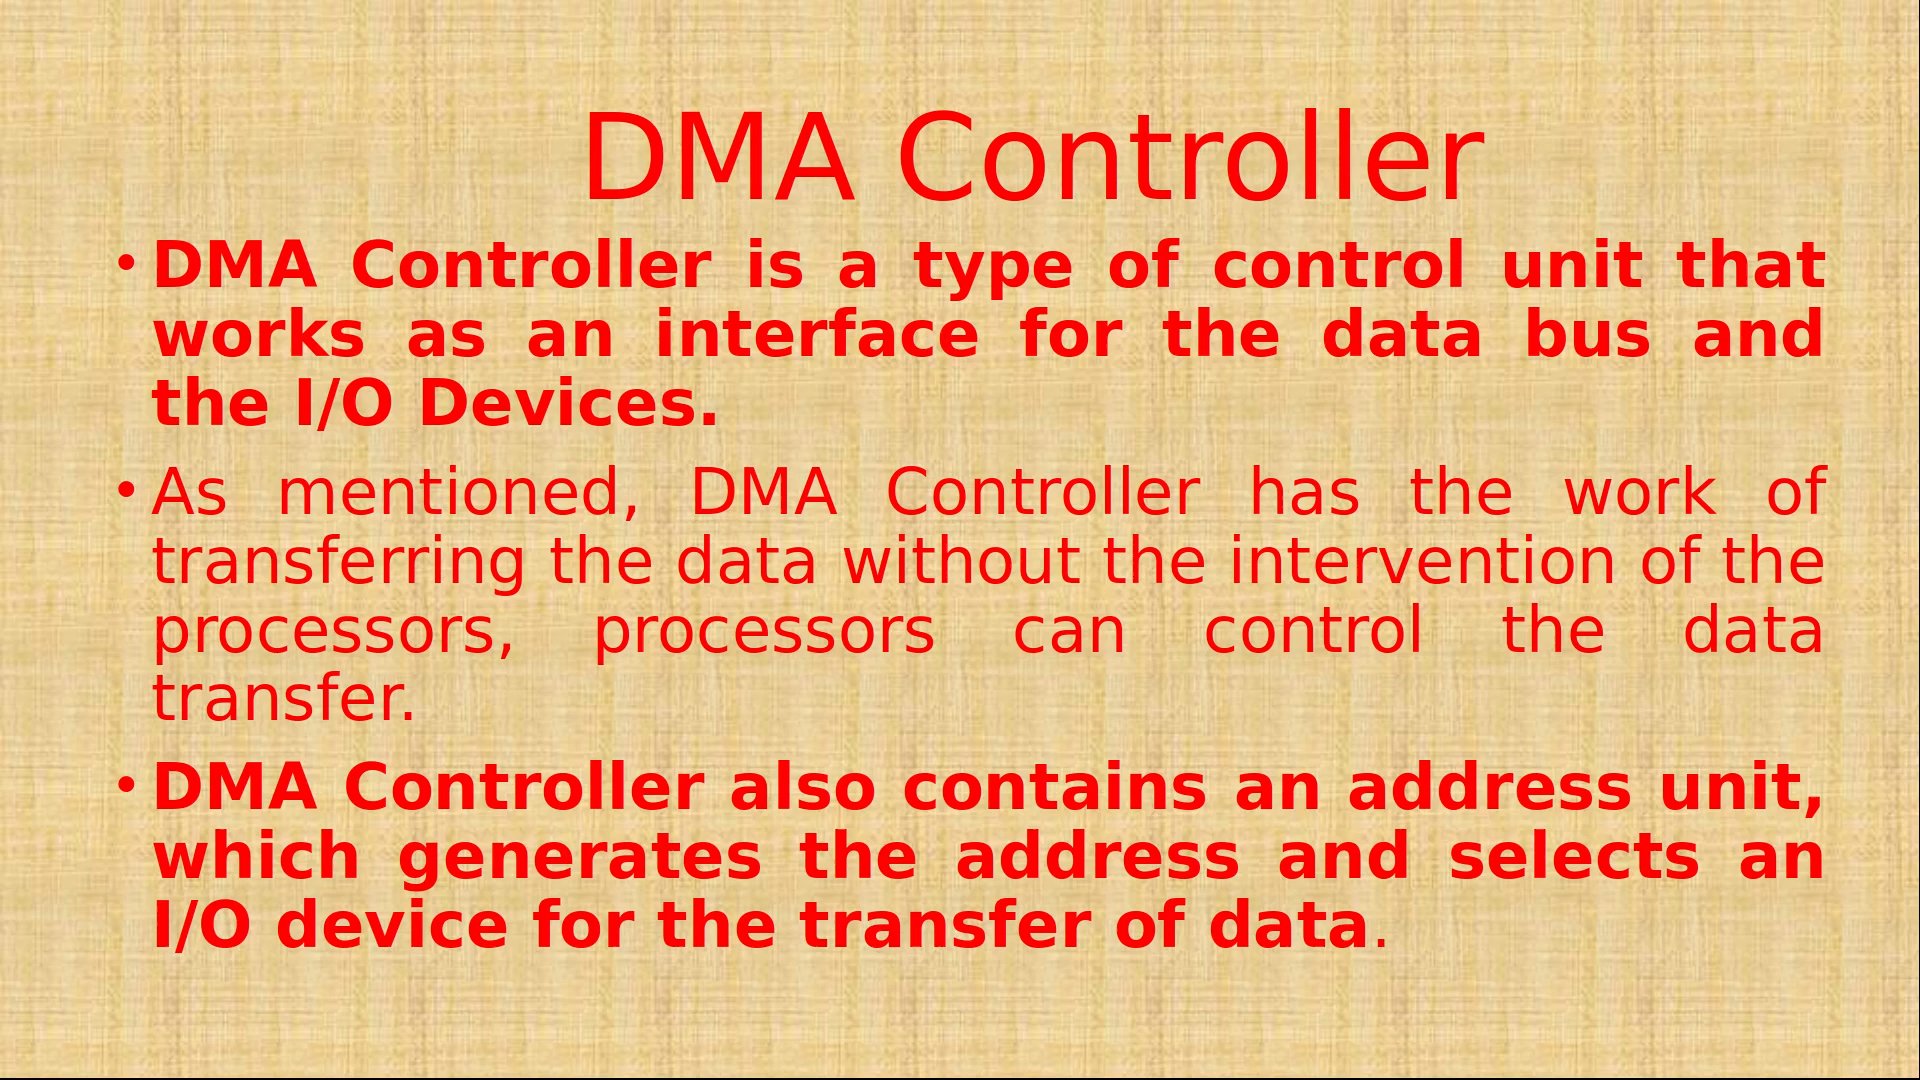 DMA Controller
• DMA Controller is a type of control unit that
works as an interface for the data bus and
the I/O Devices.
• As mentioned, DMA Controller has the work of
transferring the data without the intervention of the
processors, processors can control the data
transfer.
• DMA Controller also contains an address unit,
which generates the address and selects an
I/O device for the transfer of data.